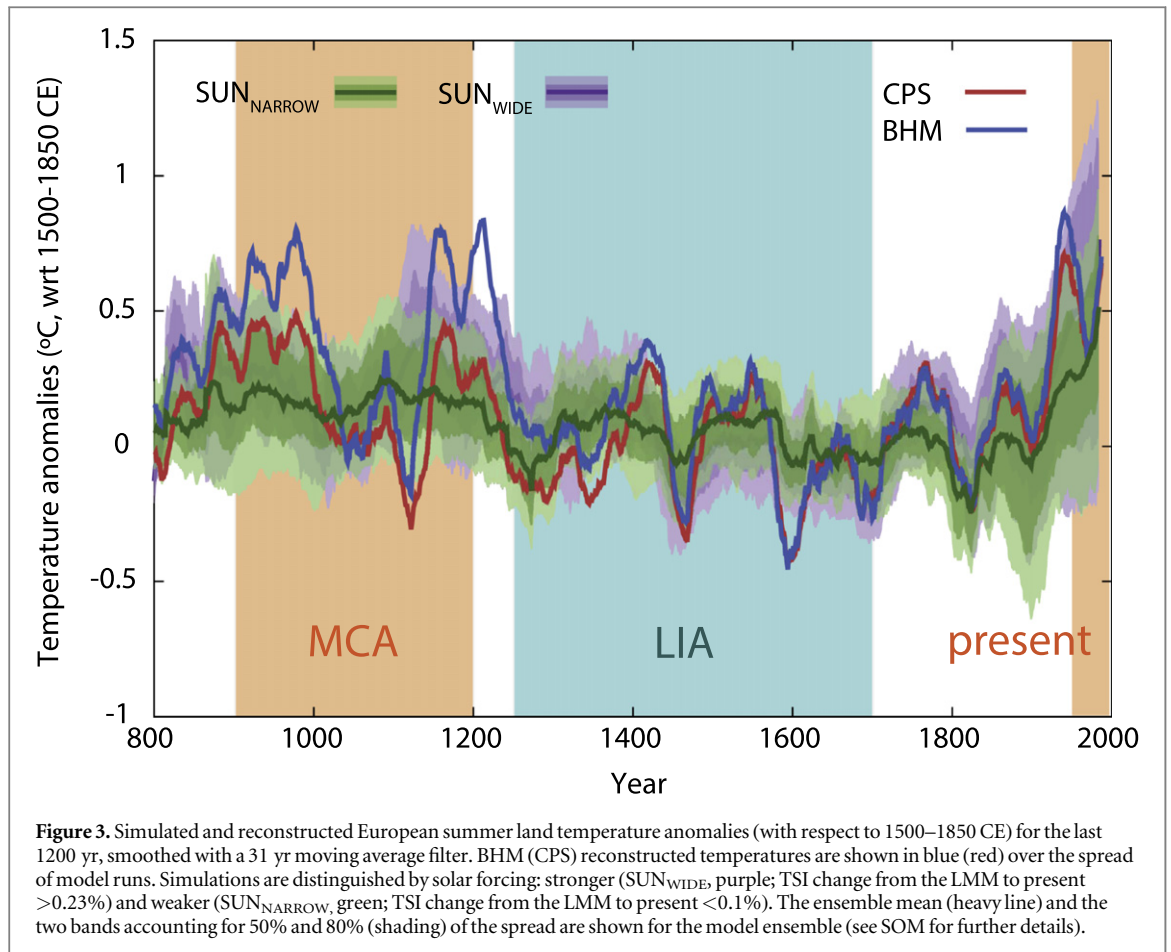 1.5
SUN_NARROW SUN_WIDE CPS
BHM
1
0.5
0
-0.5
-1
Temperature anomalies (ºC, wrt 1500-1850 CE)
MCA LIA present
800 1000 1200 1400 1600 1800 2000
Year
Figure 3. Simulated and reconstructed European summer land temperature anomalies (with respect to 1500–1850 CE) for the last
1200 yr, smoothed with a 31 yr moving average filter. BHM (CPS) reconstructed temperatures are shown in blue (red) over the spread
of model runs. Simulations are distinguished by solar forcing: stronger (SUN_WIDE, purple; TSI change from the LMM to present
>0.23%) and weaker (SUN_NARROW, green; TSI change from the LMM to present <0.1%). The ensemble mean (heavy line) and the
two bands accounting for 50% and 80% (shading) of the spread are shown for the model ensemble (see SOM for further details).